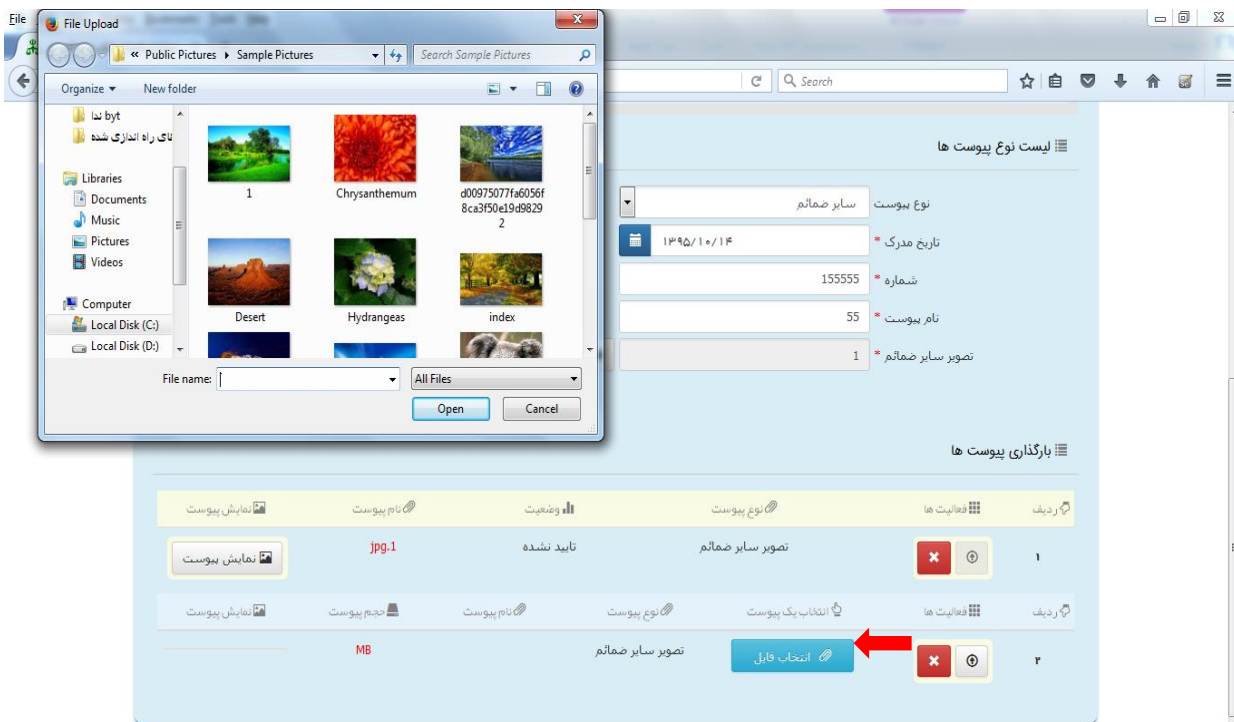 File
File Upload
« Public Pictures ▸ Sample Pictures
Search Sample Pictures
Search
Organize
New folder
byt ندا
های راه اندازی شده
Libraries
Documents
Music
Pictures
Videos
Computer
Local Disk (C:)
Local Disk (D:)
1
Chrysanthemum
d00975077fa6056f
8ca3f50e19d9829
2
Desert
Hydrangeas
index
File name:
All Files
Open
Cancel
لیست نوع پیوست ها
نوع پیوست
سایر ضمائم
تاریخ مدرک *
۱۳۹۵/۱۰/۱۴
شماره *
155555
نام پیوست *
55
تصویر سایر ضمائم *
1
بارگذاری پیوست ها
ردیف فعالیت ها نوع پیوست وضعیت نام پیوست نمایش پیوست
۱ تصویر سایر ضمائم تایید نشده jpg.1 نمایش پیوست
ردیف فعالیت ها انتخاب یک پیوست نوع پیوست نام پیوست حجم پیوست نمایش پیوست
۲ انتخاب فایل تصویر سایر ضمائم MB